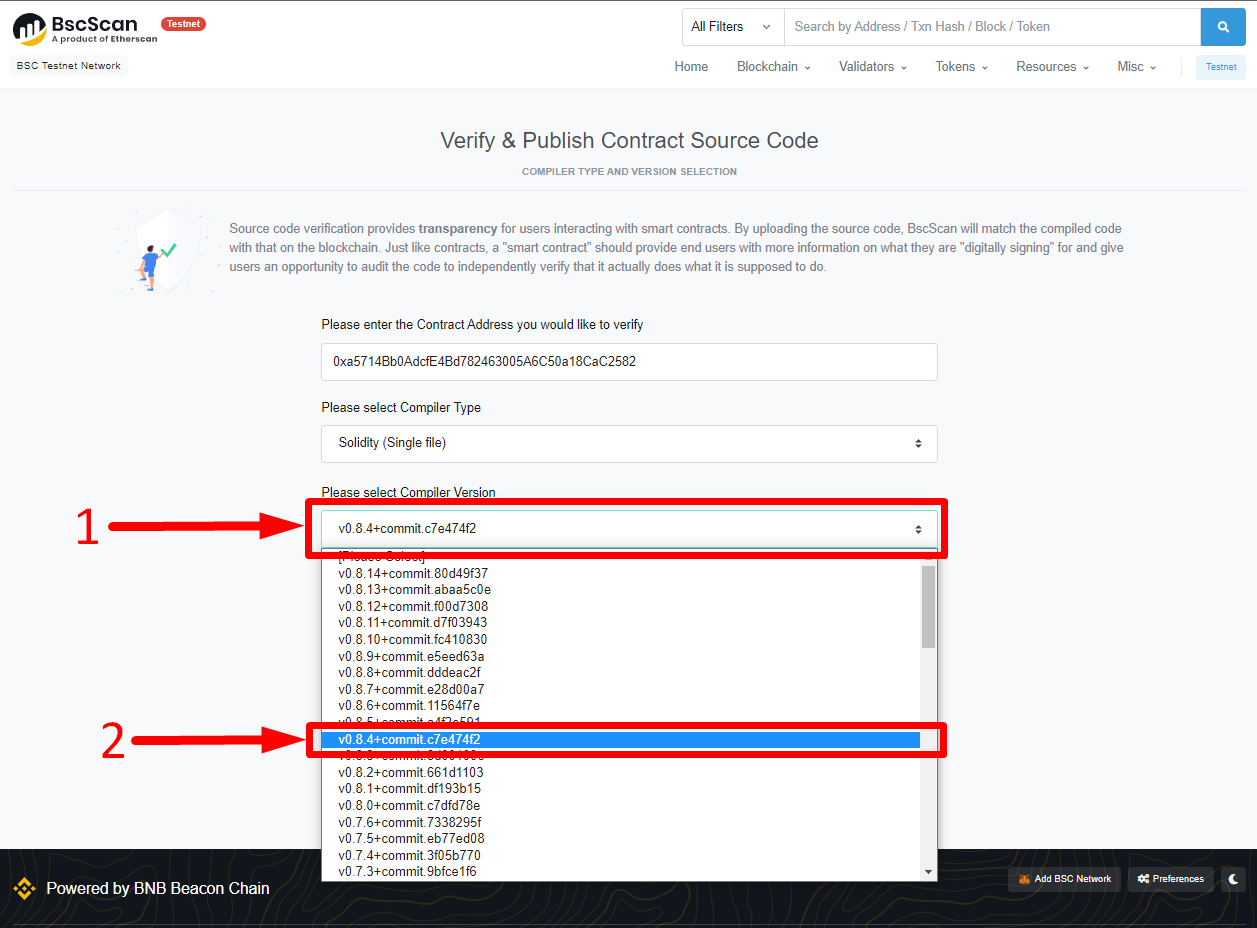 BscScan Testnet
A product of Etherscan
All Filters
Search by Address / Txn Hash / Block / Token
BSC Testnet Network
Home Blockchain Validators Tokens Resources Misc Testnet
Verify & Publish Contract Source Code
COMPILER TYPE AND VERSION SELECTION
Source code verification provides transparency for users interacting with smart contracts. By uploading the source code, BscScan will match the compiled code
with that on the blockchain. Just like contracts, a "smart contract" should provide end users with more information on what they are "digitally signing" for and give
users an opportunity to audit the code to independently verify that it actually does what it is supposed to do.
Please enter the Contract Address you would like to verify
0xa5714Bb0AdcfE4Bd782463005A6C50a18CaC2582
Please select Compiler Type
Solidity (Single file)
Please select Compiler Version
1
v0.8.4+commit.c7e474f2
[Please Select]
v0.8.14+commit.80d49f37
v0.8.13+commit.abaa5c0e
v0.8.12+commit.f00d7308
v0.8.11+commit.d7f03943
v0.8.10+commit.fc410830
v0.8.9+commit.e5eed63a
v0.8.8+commit.dddeac2f
v0.8.7+commit.e28d00a7
v0.8.6+commit.11564f7e
2
v0.8.4+commit.c7e474f2
v0.8.2+commit.661d1103
v0.8.1+commit.df193b15
v0.8.0+commit.c7dfd78e
v0.7.6+commit.7338295f
v0.7.5+commit.eb77ed08
v0.7.4+commit.3f05b770
v0.7.3+commit.9bfce1f6
Powered by BNB Beacon Chain
Add BSC Network
Preferences